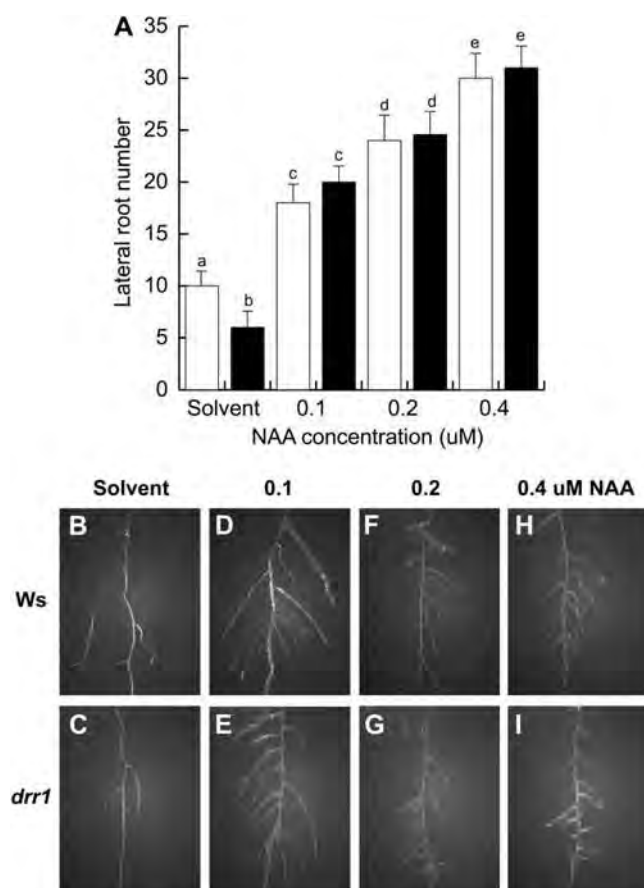 A
Lateral root number
35
30
25
20
15
10
5
0
a
b
c
c
d
d
e
e
Solvent 0.1 0.2 0.4
NAA concentration (uM)
Solvent 0.1 0.2 0.4 uM NAA
Ws
B D F H
drr1
C E G I